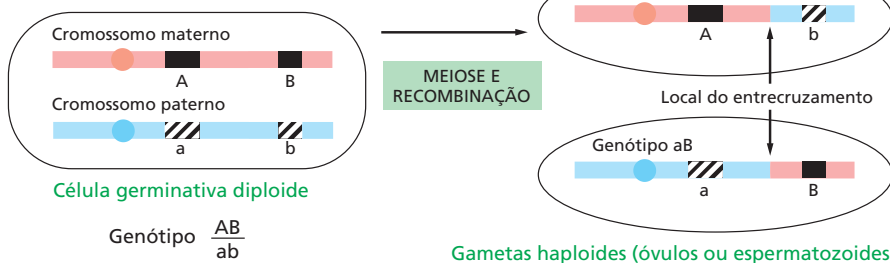 Cromossomo materno
A B
Cromossomo paterno
a b
Célula germinativa diploide
Genótipo AB
ab
MEIOSE E
RECOMBINAÇÃO
A b
Local do entrecruzamento
Genótipo aB
a B
Gametas haploides (óvulos ou espermatozoides